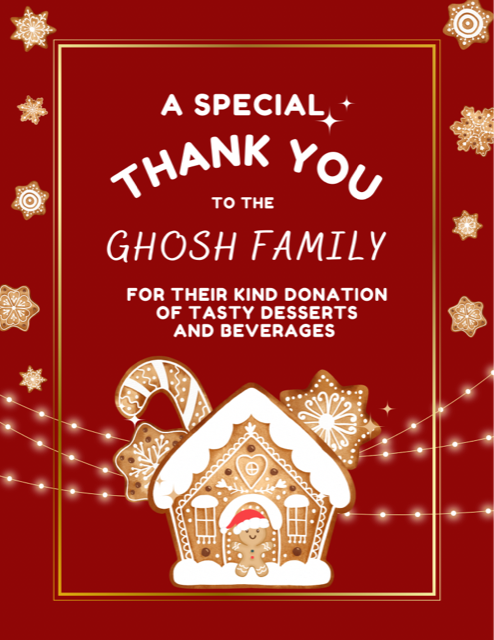 A SPECIAL
THANK YOU
TO THE
GHOSH FAMILY
FOR THEIR KIND DONATION
OF TASTY DESSERTS
AND BEVERAGES